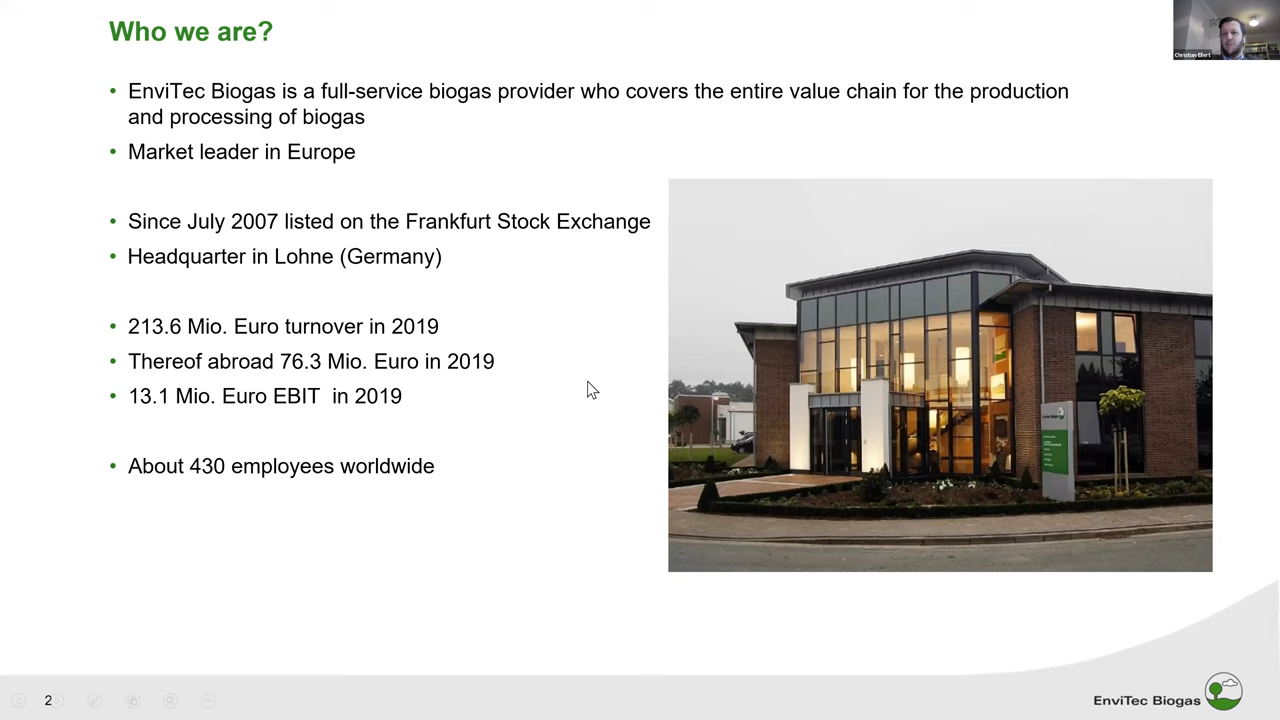 Who we are?
Christian Ellert
• EnviTec Biogas is a full-service biogas provider who covers the entire value chain for the production
and processing of biogas
• Market leader in Europe
• Since July 2007 listed on the Frankfurt Stock Exchange
• Headquarter in Lohne (Germany)
• 213.6 Mio. Euro turnover in 2019
• Thereof abroad 76.3 Mio. Euro in 2019
• 13.1 Mio. Euro EBIT in 2019
• About 430 employees worldwide
2
EnviTec Biogas